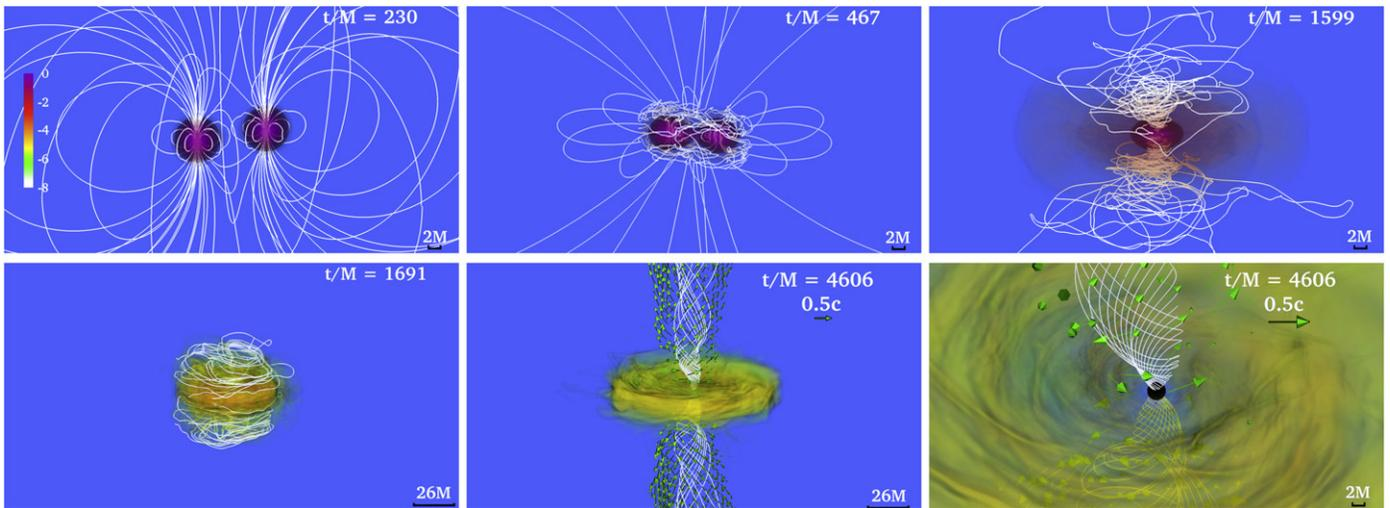 t/M = 230
0
-2
-4
-6
-8
2M
t/M = 467
2M
t/M = 1599
2M
t/M = 1691
26M
t/M = 4606
0.5c
26M
t/M = 4606
0.5c
2M